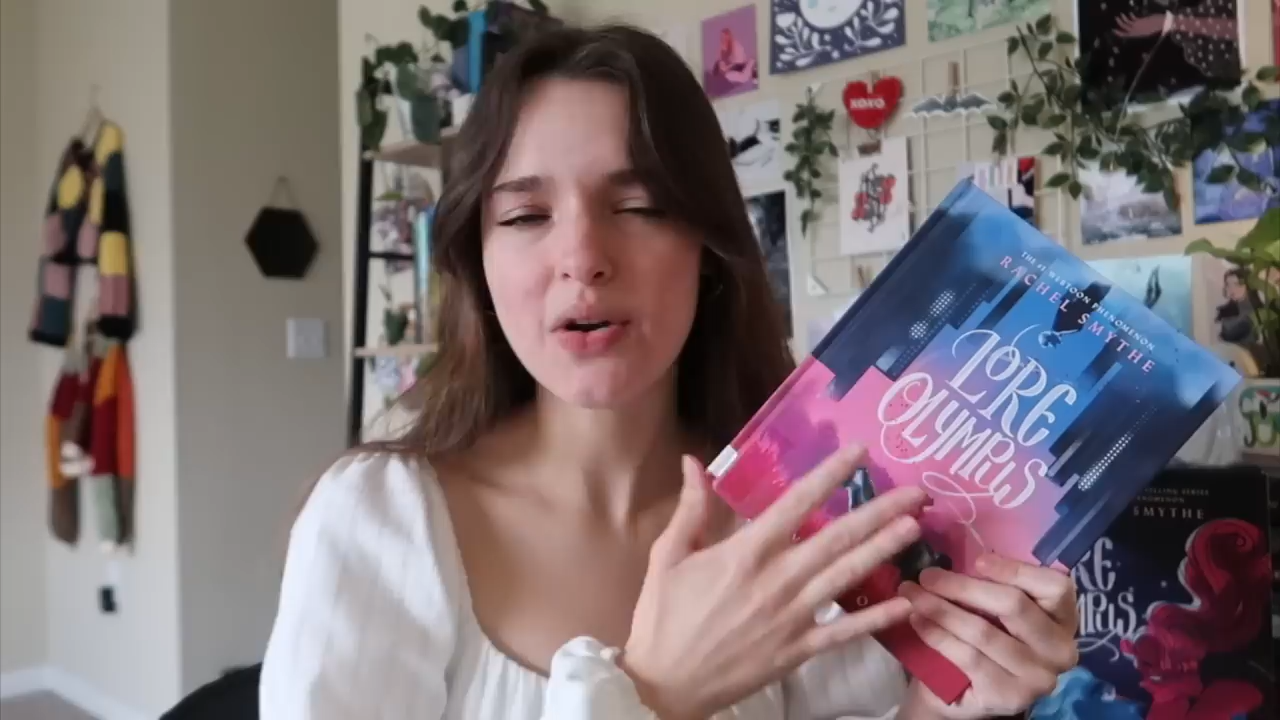 XOXO
THE #1 WEBTOON PHENOMENON
RACHEL SMYTHE
LORE
OLYMPUS
SMYTHE